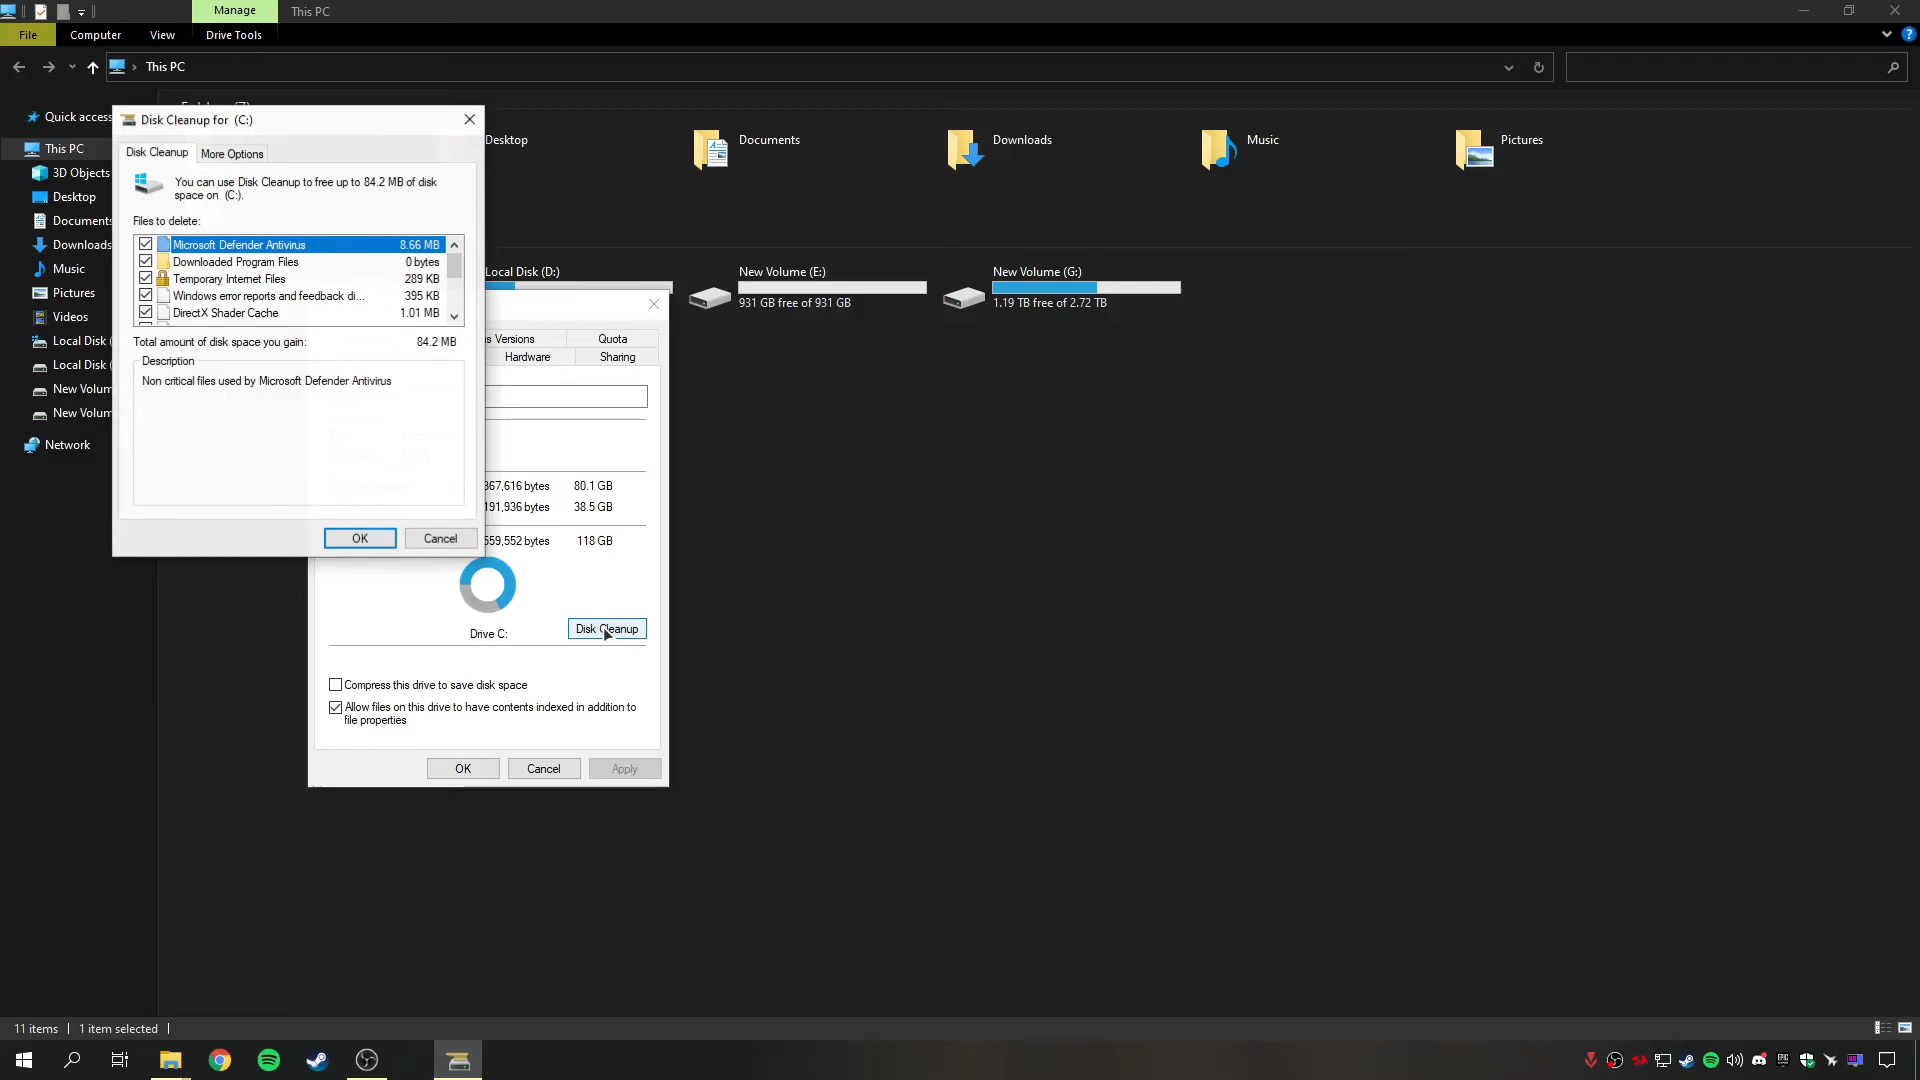 Manage
This PC
File
Computer
View
Drive Tools
This PC
Quick access
This PC
3D Objects
Desktop
Documents
Downloads
Music
Pictures
Videos
Local Disk (
Local Disk (
New Volum
New Volum
Network
Desktop
Documents
Downloads
Music
Pictures
Local Disk (D:)
New Volume (E:)
931 GB free of 931 GB
New Volume (G:)
1.19 TB free of 2.72 TB
Disk Cleanup for (C:)
Disk Cleanup
More Options
You can use Disk Cleanup to free up to 84.2 MB of disk
space on (C:).
Files to delete:
Microsoft Defender Antivirus 8.66 MB
Downloaded Program Files 0 bytes
Temporary Internet Files 289 KB
Windows error reports and feedback di... 395 KB
DirectX Shader Cache 1.01 MB
Total amount of disk space you gain: 84.2 MB
Description
Non critical files used by Microsoft Defender Antivirus
OK
Cancel
s Versions
Quota
Hardware
Sharing
367,616 bytes 80.1 GB
191,936 bytes 38.5 GB
559,552 bytes 118 GB
Drive C:
Disk Cleanup
Compress this drive to save disk space
Allow files on this drive to have contents indexed in addition to
file properties
OK
Cancel
Apply
11 items
1 item selected
EPIC